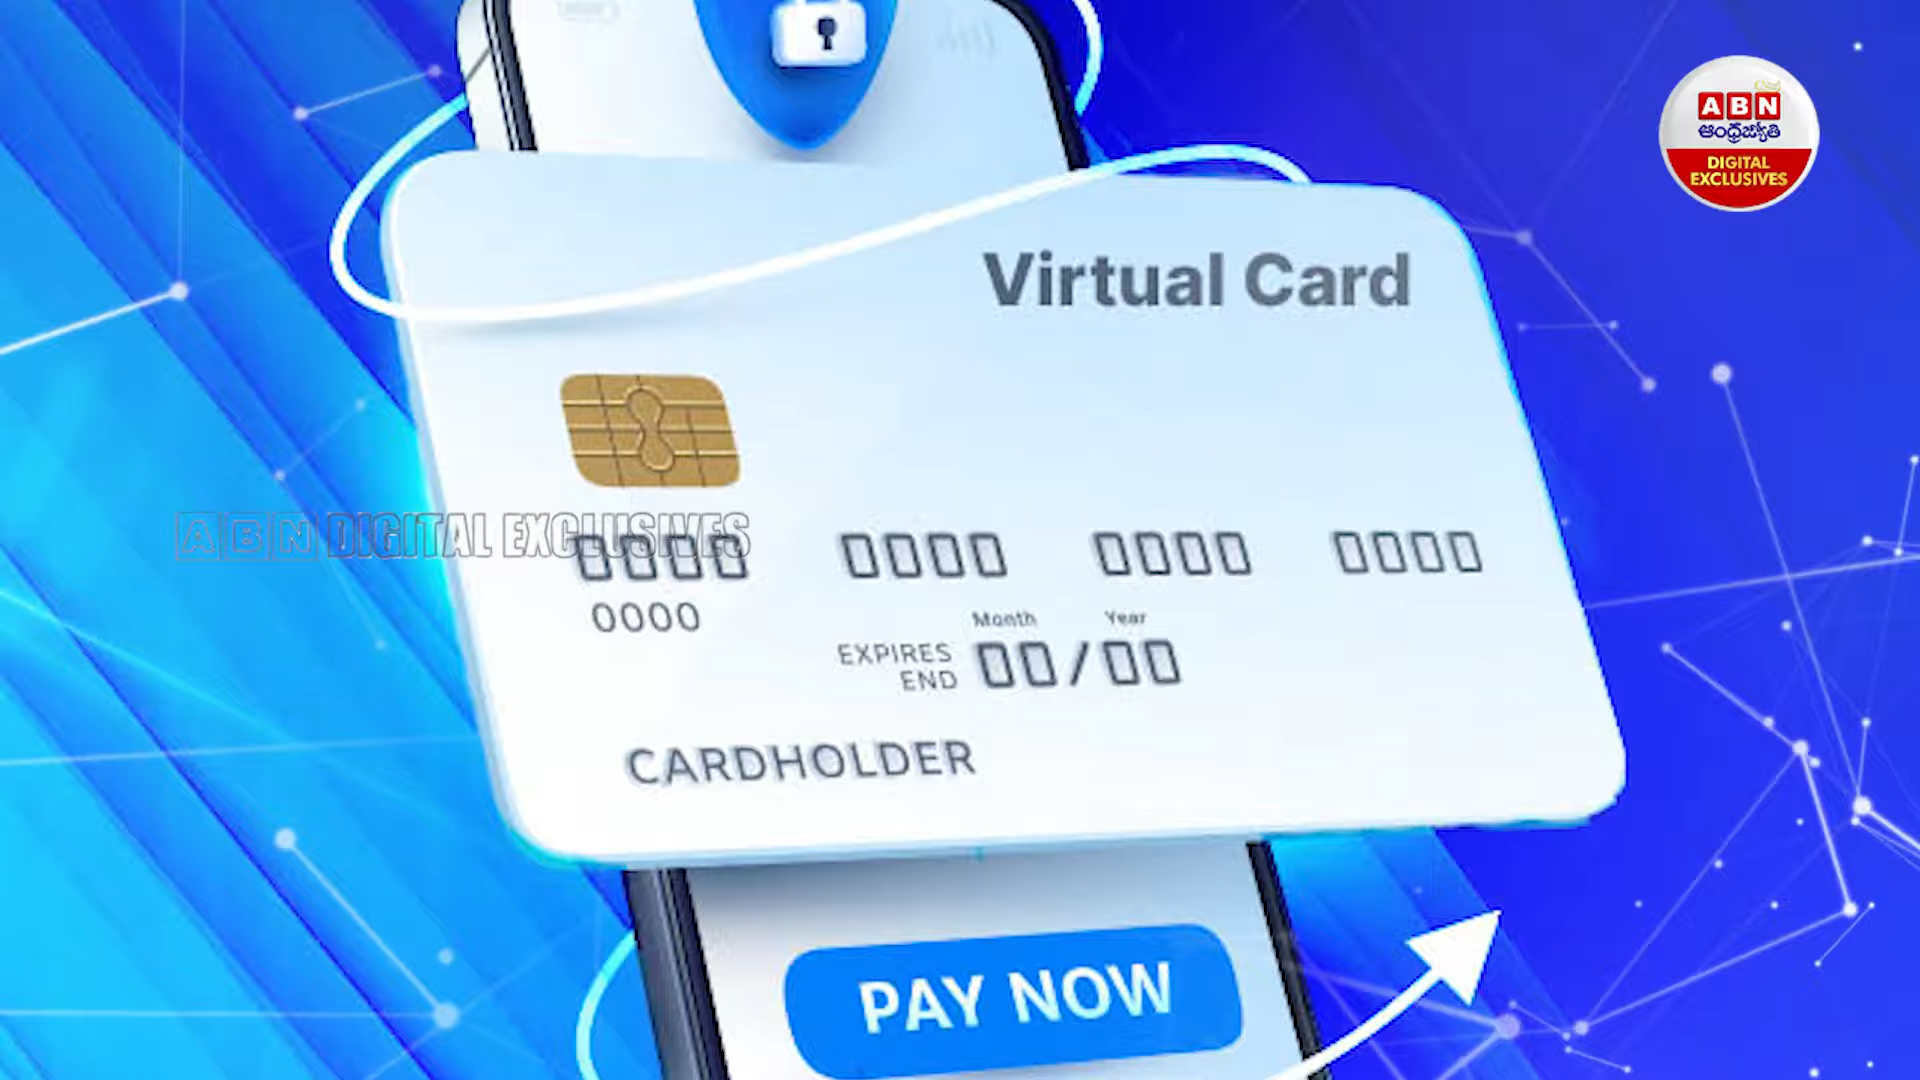 ABN
ఆంధ్రజ్యోతి
DIGITAL
EXCLUSIVES
Virtual Card
ABN DIGITAL EXCLUSIVES
0000 0000 0000 0000
0000
Month Year
EXPIRES
END
00/00
CARDHOLDER
PAY NOW